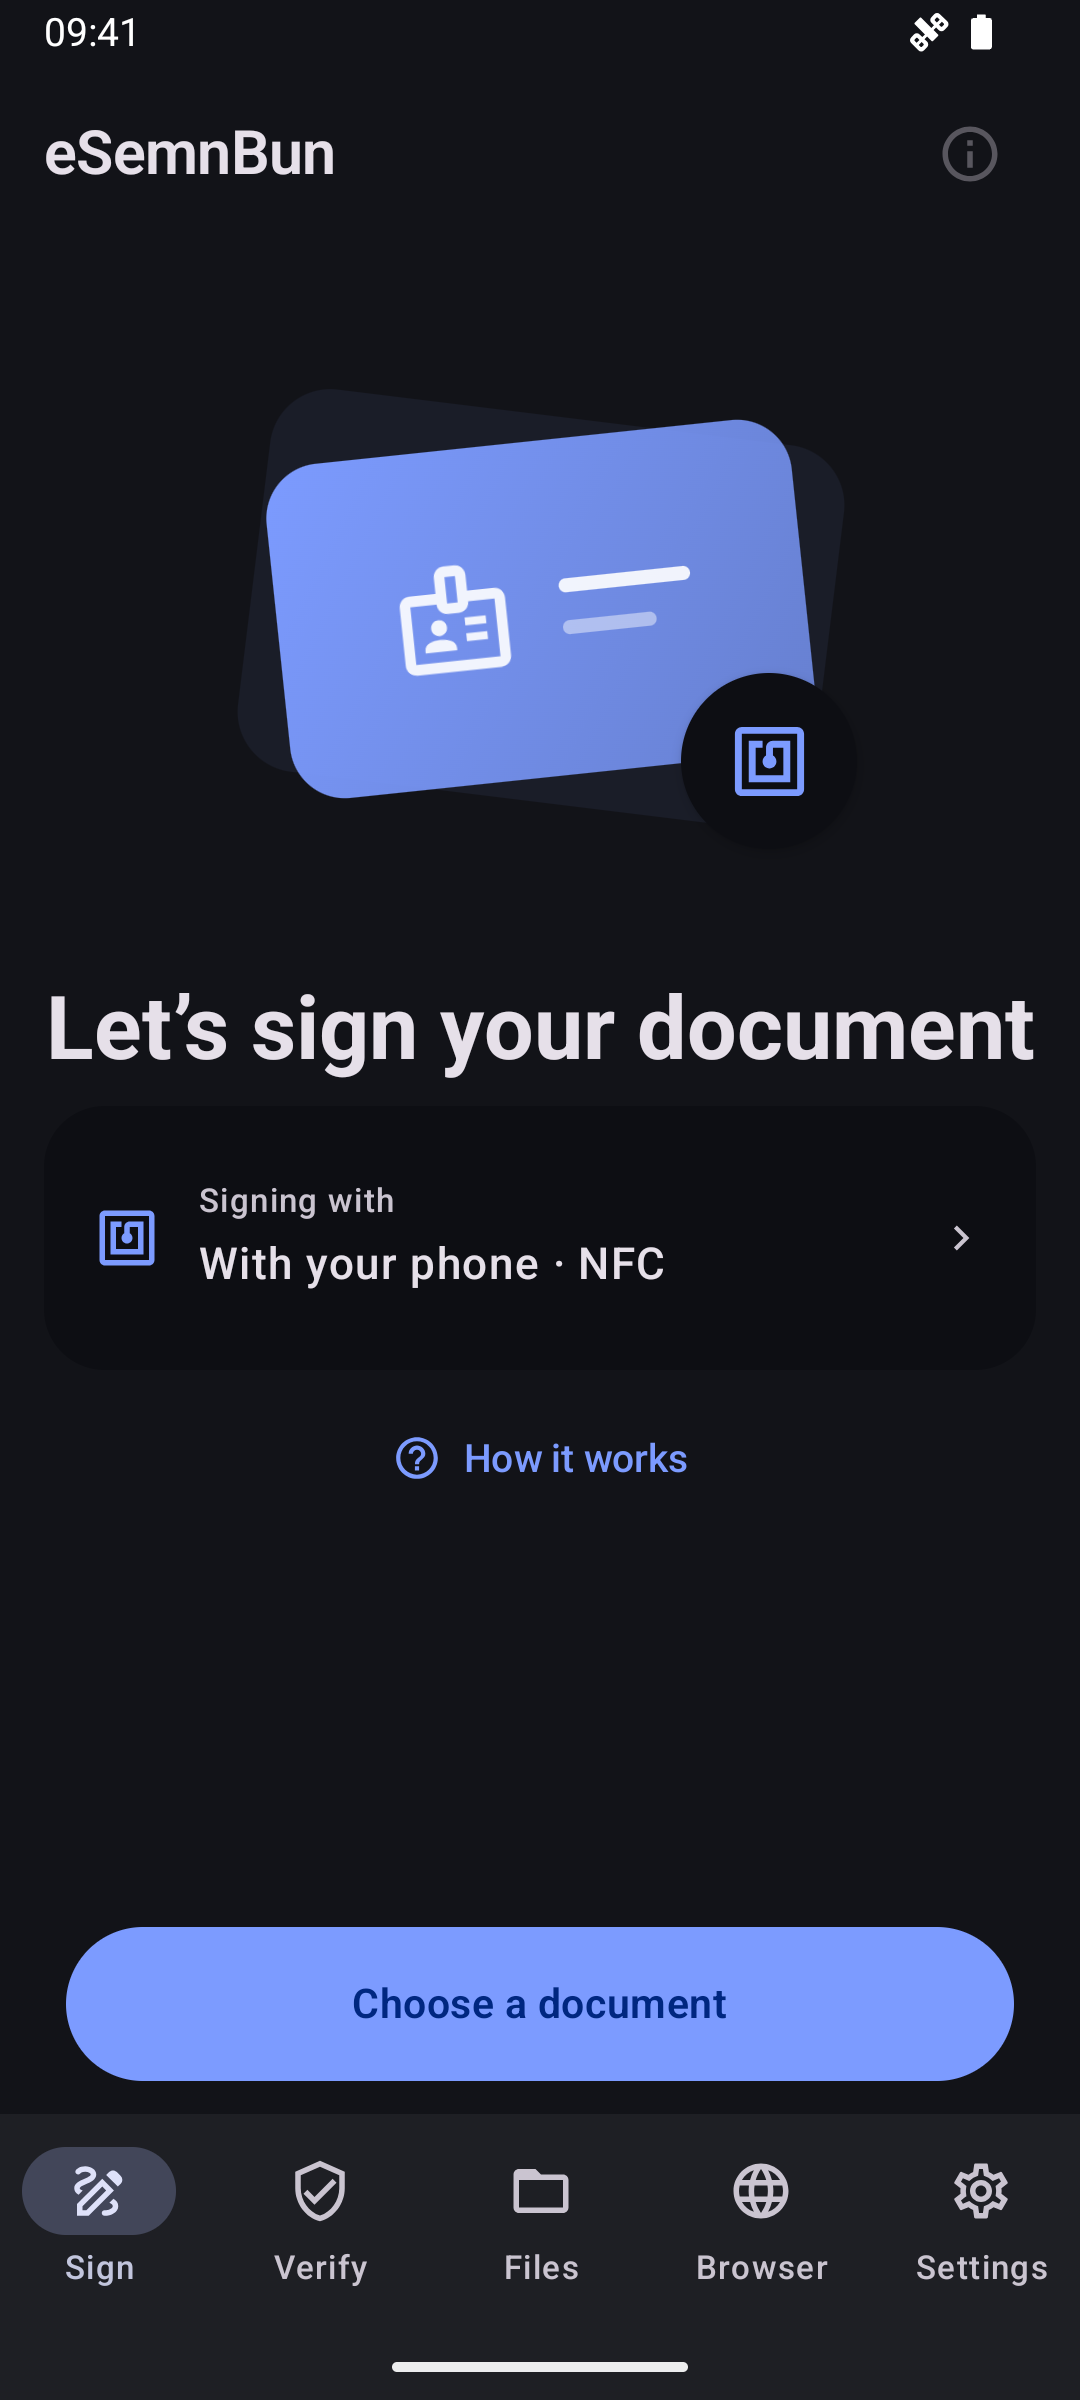 09:41
eSemnBun
Let’s sign your document
Signing with
With your phone · NFC
How it works
Choose a document
Sign
Verify
Files
Browser
Settings